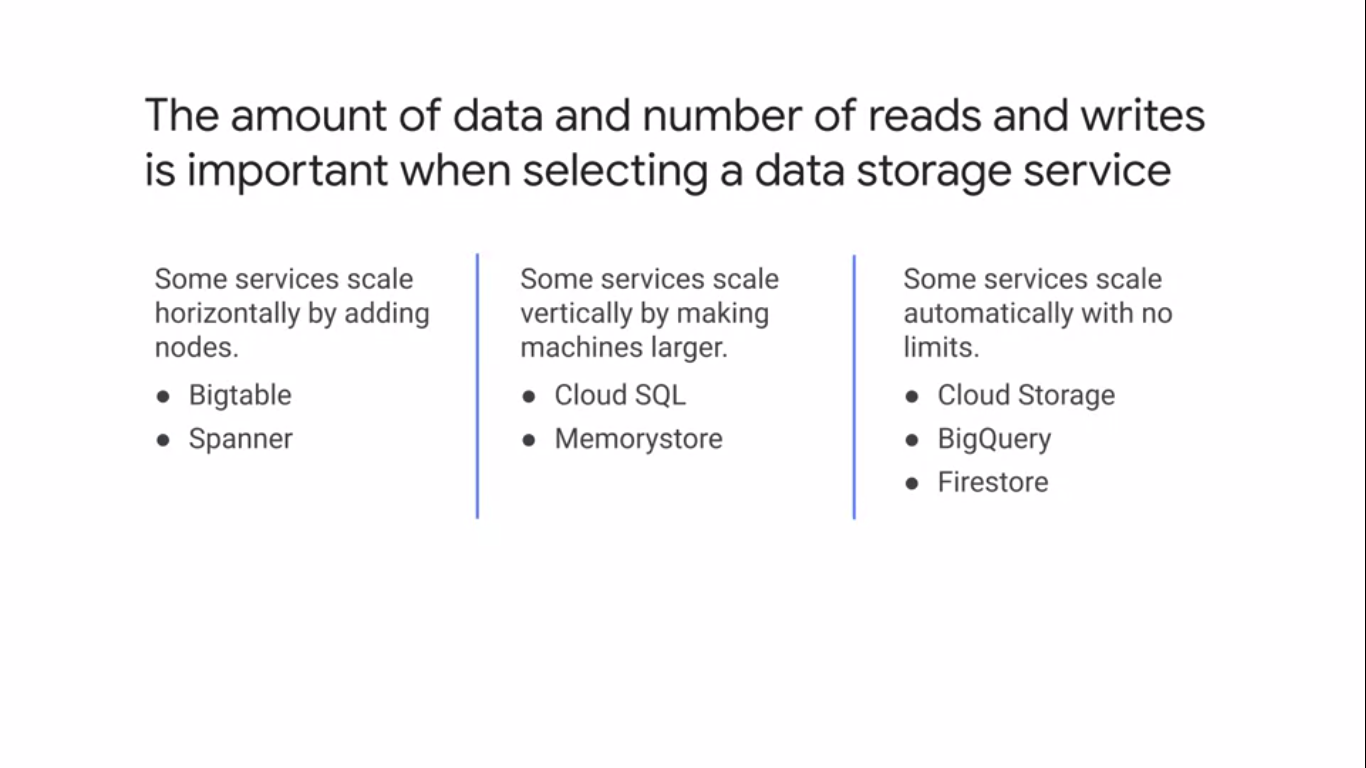 The amount of data and number of reads and writes
is important when selecting a data storage service
Some services scale
horizontally by adding
nodes.
● Bigtable
● Spanner
Some services scale
vertically by making
machines larger.
● Cloud SQL
● Memorystore
Some services scale
automatically with no
limits.
● Cloud Storage
● BigQuery
● Firestore